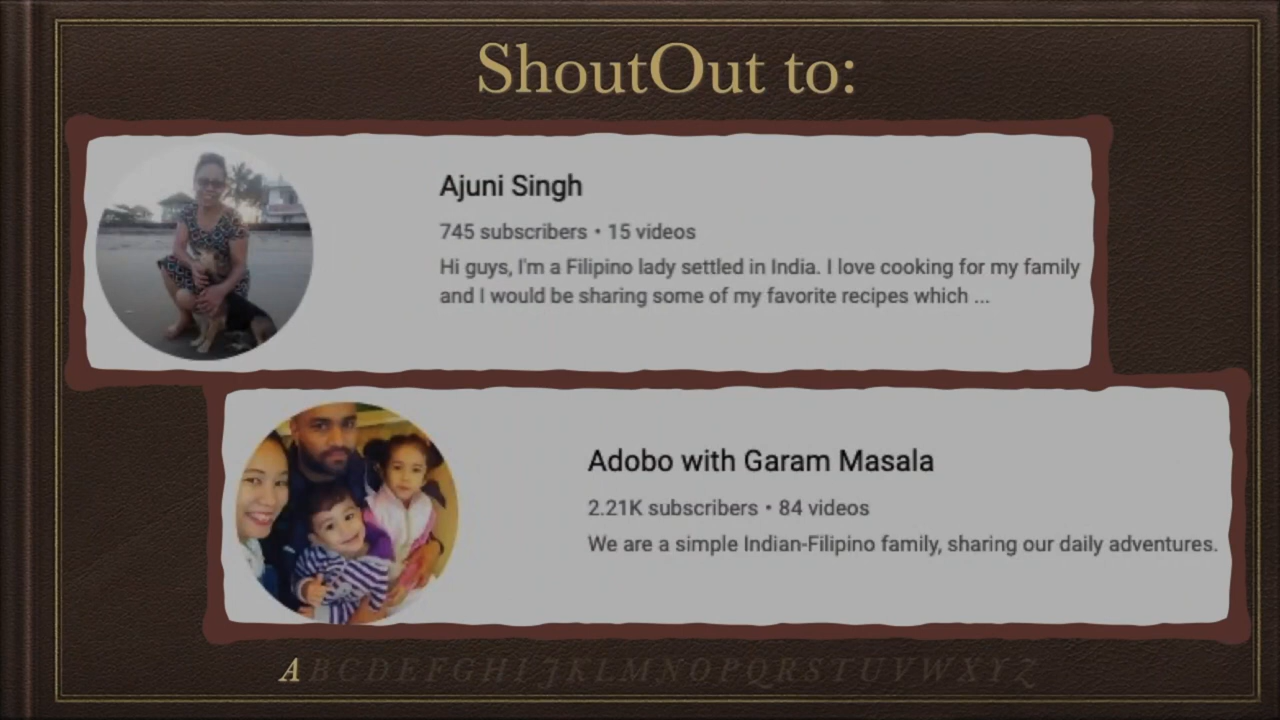 ShoutOut to:
Ajuni Singh
745 subscribers • 15 videos
Hi guys, I'm a Filipino lady settled in India. I love cooking for my family
and I would be sharing some of my favorite recipes which ...
Adobo with Garam Masala
2.21K subscribers • 84 videos
We are a simple Indian-Filipino family, sharing our daily adventures.
A B C D E F G H I J K L M N O P Q R S T U V W X Y Z